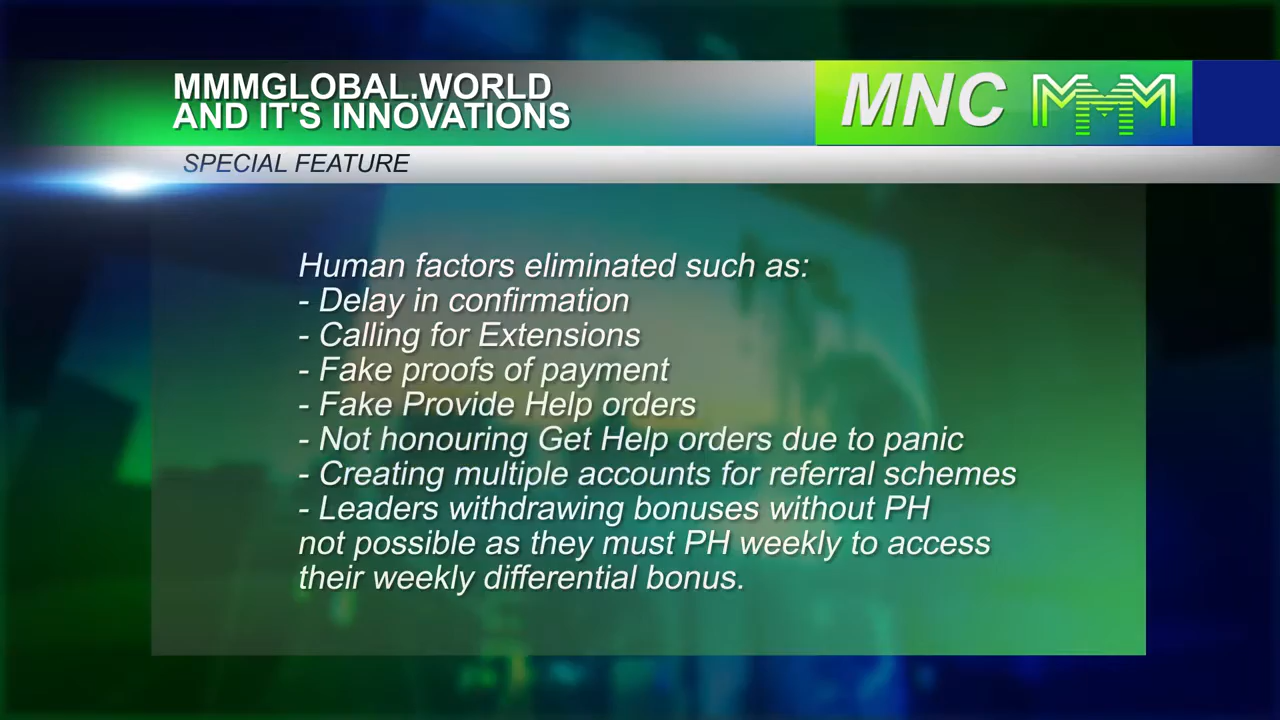 MMMGLOBAL.WORLD
AND IT'S INNOVATIONS
MNC MMM
SPECIAL FEATURE
Human factors eliminated such as:
- Delay in confirmation
- Calling for Extensions
- Fake proofs of payment
- Fake Provide Help orders
- Not honouring Get Help orders due to panic
- Creating multiple accounts for referral schemes
- Leaders withdrawing bonuses without PH
not possible as they must PH weekly to access
their weekly differential bonus.